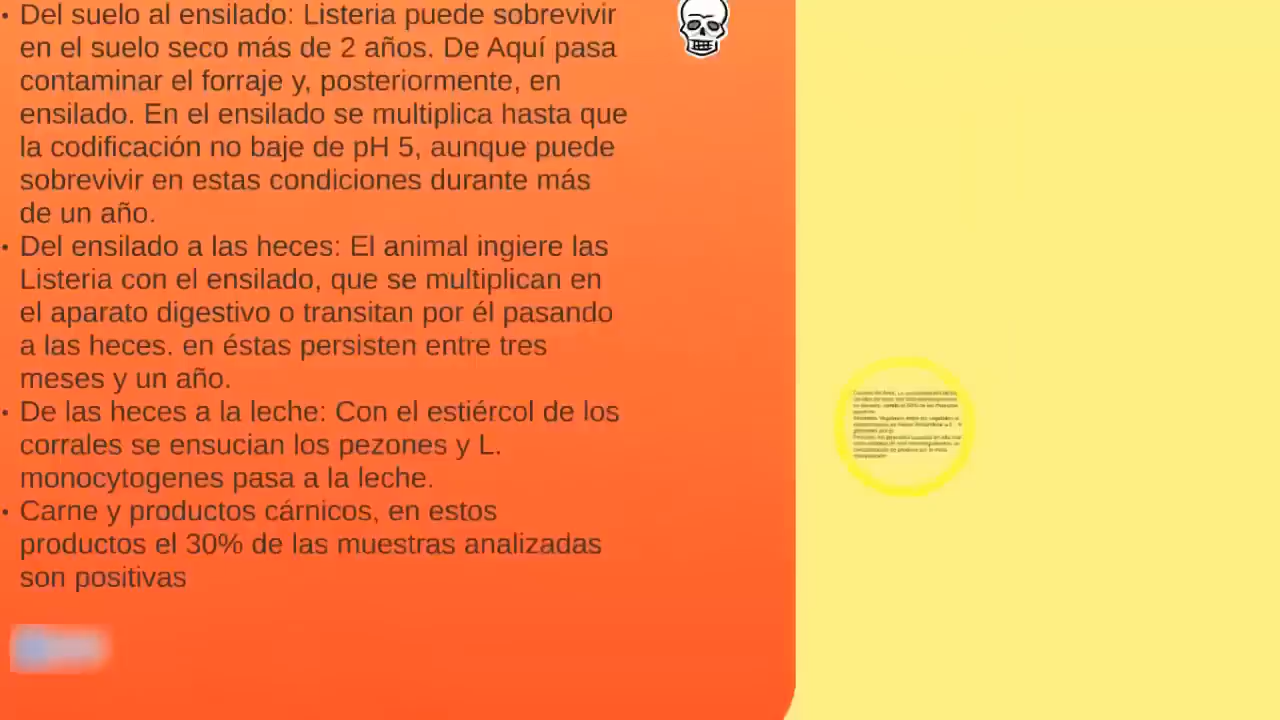 • Del suelo al ensilado: Listeria puede sobrevivir
en el suelo seco más de 2 años. De Aquí pasa
contaminar el forraje y, posteriormente, en
ensilado. En el ensilado se multiplica hasta que
la codificación no baje de pH 5, aunque puede
sobrevivir en estas condiciones durante más
de un año.
• Del ensilado a las heces: El animal ingiere las
Listeria con el ensilado, que se multiplican en
el aparato digestivo o transitan por él pasando
a las heces. en éstas persisten entre tres
meses y un año.
• De las heces a la leche: Con el estiércol de los
corrales se ensucian los pezones y L.
monocytogenes pasa a la leche.
• Carne y productos cárnicos, en estos
productos el 30% de las muestras analizadas
son positivas